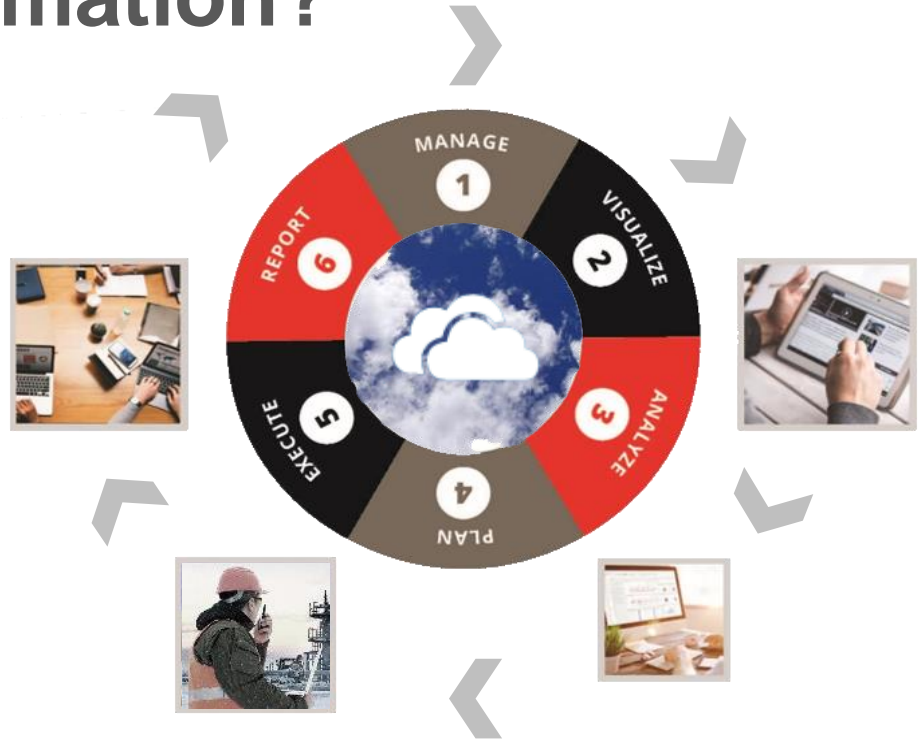 mation?
MANAGE
1
VISUALIZE
2
ANALYZE
3
PLAN
4
EXECUTE
5
REPORT
6